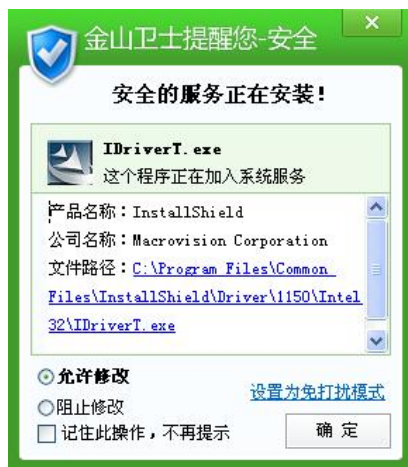 金山卫士提醒您-安全
安全的服务正在安装!
IDriverT.exe
这个程序正在加入系统服务
产品名称:InstallShield
公司名称:Macrovision Corporation
文件路径:C:\Program Files\Common
Files\InstallShield\Driver\1150\Intel
32\IDriverT.exe
允许修改
设置为免打扰模式
阻止修改
记住此操作,不再提示
确 定